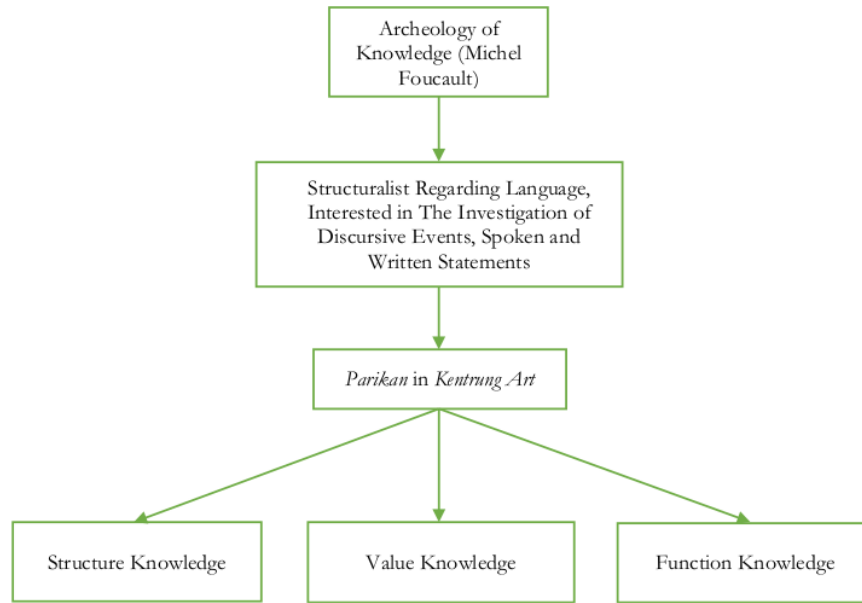 Archeology of
Knowledge (Michel
Foucault)
Structuralist Regarding Language,
Interested in The Investigation of
Discursive Events, Spoken and
Written Statements
Parikan in Kentrung Art
Structure Knowledge
Value Knowledge
Function Knowledge